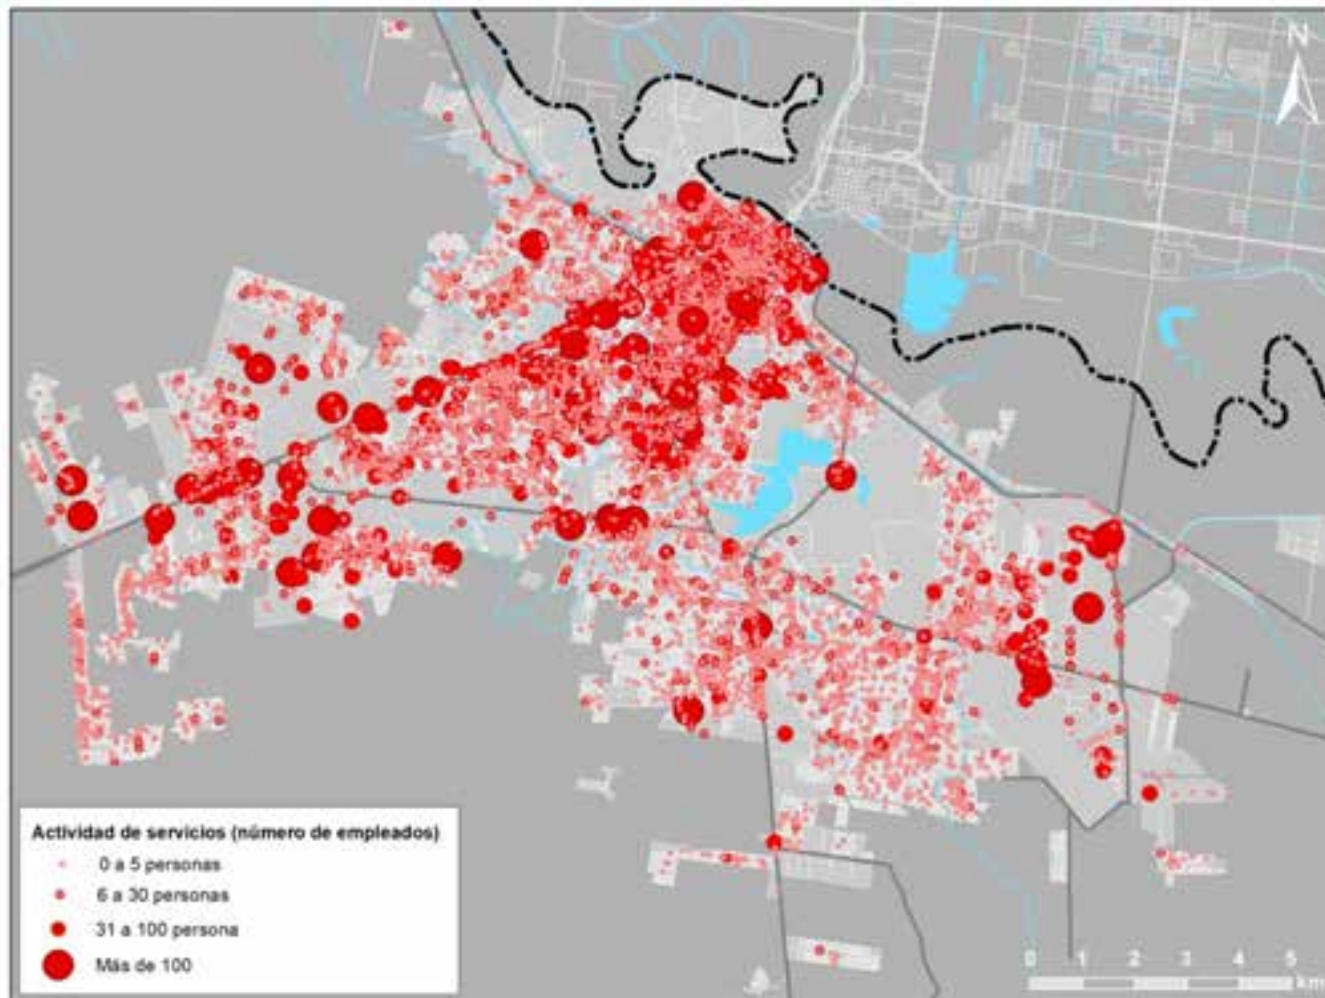 N
Actividad de servicios (número de empleados)
0 a 5 personas
6 a 30 personas
31 a 100 persona
Más de 100
0 1 2 3 4 5
km